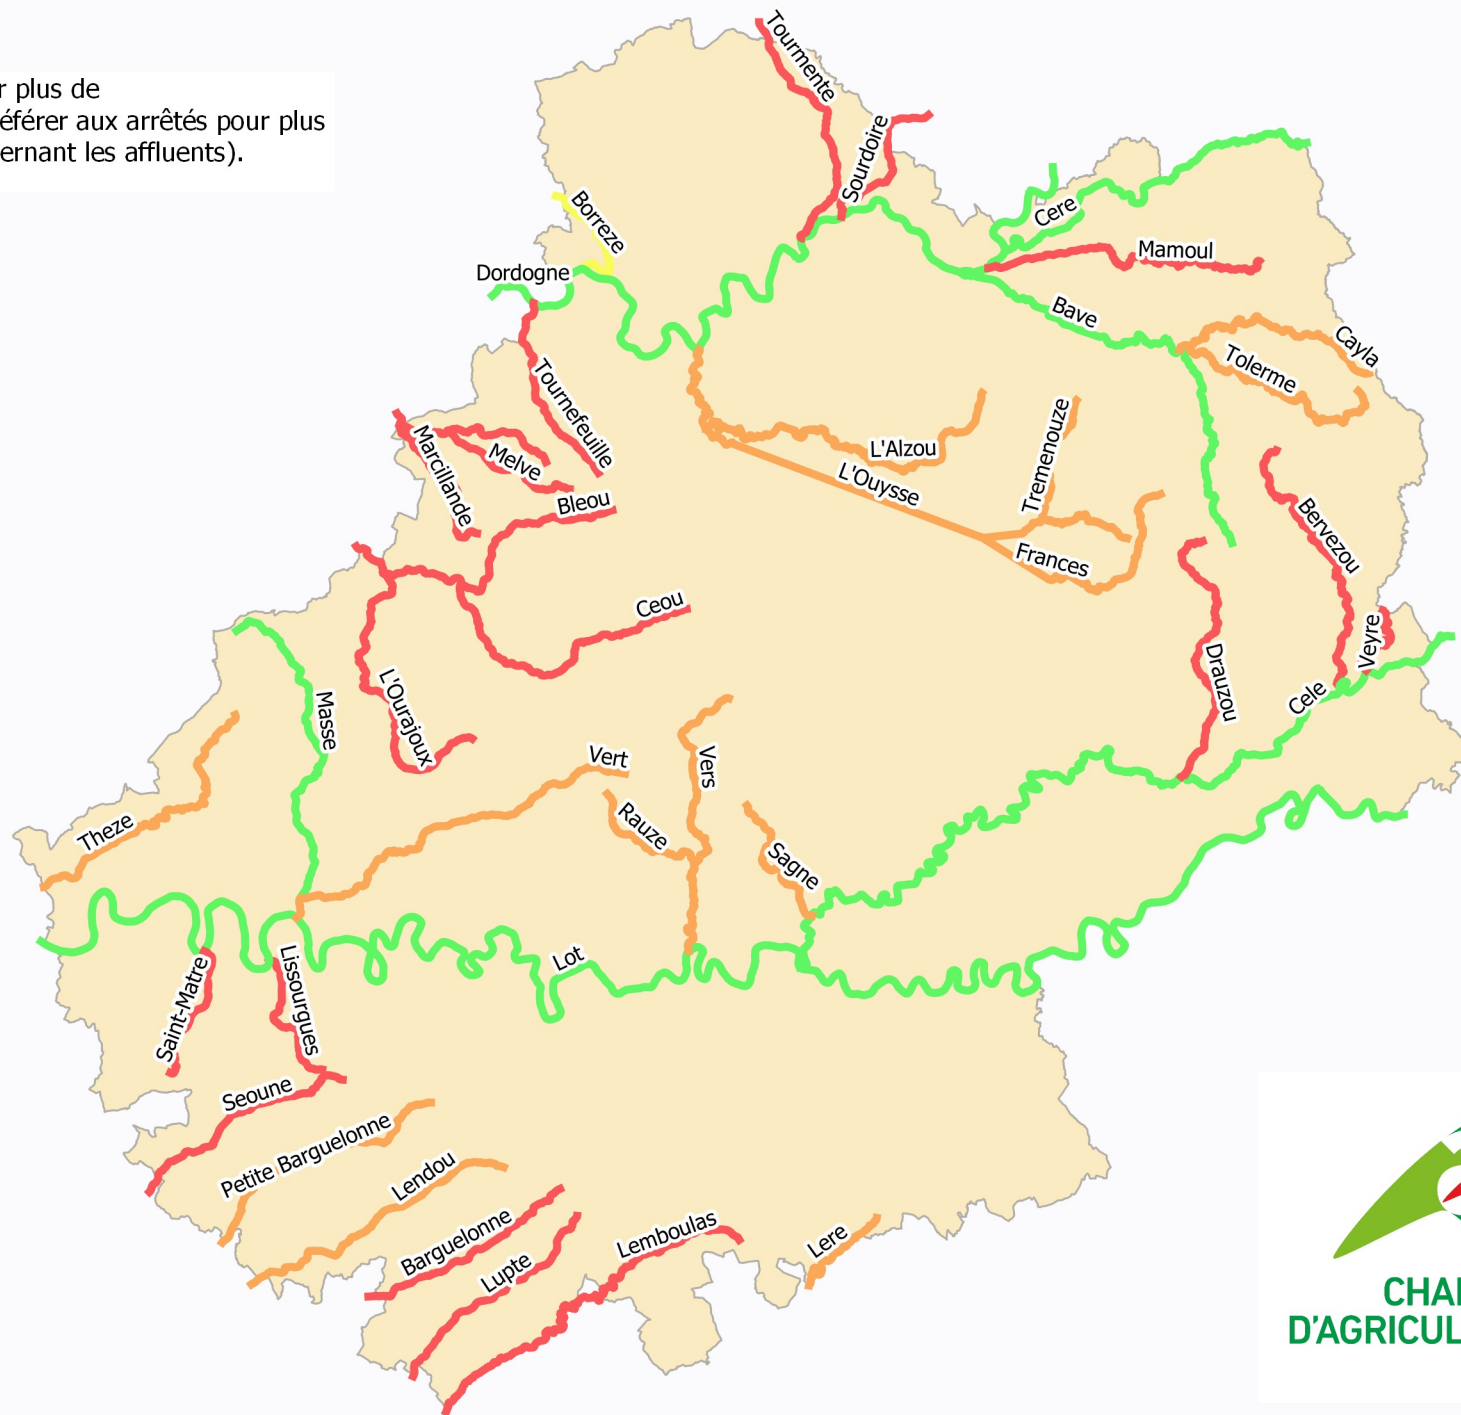 r plus de
éférer aux arrêtés pour plus
ernant les affluents).
Tourmente
Sourdoire
Borreze
Cere
Mamoul
Dordogne
Bave
Cayla
Tolerme
Tournefeuille
Marcillande
Melve
Bleou
L'Alzou
L'Ouysse
Tremenouze
Frances
Bervezou
Ceou
Veyre
Drauzou
Cele
L'Ourajoux
Masse
Vert
Vers
Rauze
Theze
Sagne
Lot
Saint-Matre
Lissourgues
Seoune
Petite Barguelonne
Lendou
Barguelonne
Lupte
Lemboulas
Lere
CHA
D'AGRICUL